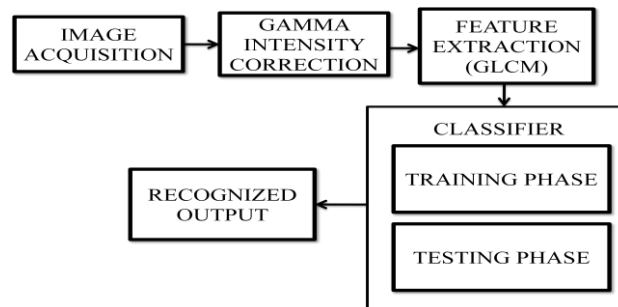 IMAGE
ACQUISITION
GAMMA
INTENSITY
CORRECTION
FEATURE
EXTRACTION
(GLCM)
CLASSIFIER
TRAINING PHASE
TESTING PHASE
RECOGNIZED
OUTPUT